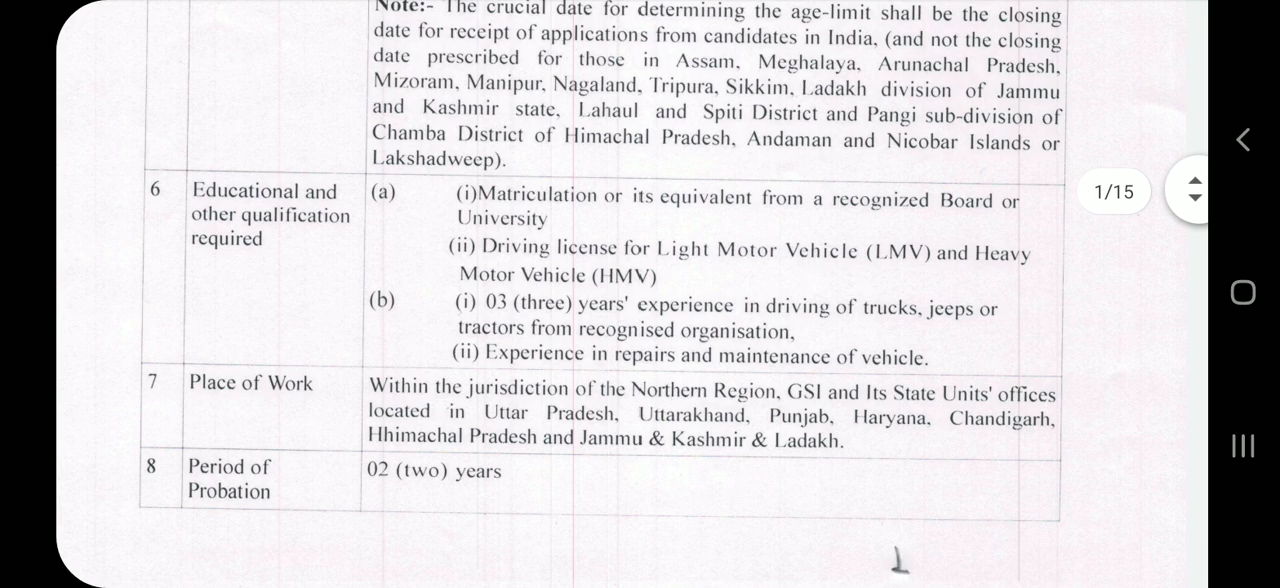 Note:- The crucial date for determining the age-limit shall be the closing
date for receipt of applications from candidates in India, (and not the closing
date prescribed for those in Assam, Meghalaya, Arunachal Pradesh,
Mizoram, Manipur, Nagaland, Tripura, Sikkim, Ladakh division of Jammu
and Kashmir state, Lahaul and Spiti District and Pangi sub-division of
Chamba District of Himachal Pradesh, Andaman and Nicobar Islands or
Lakshadweep).
1/15
6 Educational and other qualification required
(a) (i)Matriculation or its equivalent from a recognized Board or
University
(ii) Driving license for Light Motor Vehicle (LMV) and Heavy
Motor Vehicle (HMV)
(b) (i) 03 (three) years' experience in driving of trucks, jeeps or
tractors from recognised organisation,
(ii) Experience in repairs and maintenance of vehicle.
7 Place of Work
Within the jurisdiction of the Northern Region, GSI and Its State Units' offices
located in Uttar Pradesh, Uttarakhand, Punjab, Haryana, Chandigarh,
Hhimachal Pradesh and Jammu & Kashmir & Ladakh.
8 Period of
Probation
02 (two) years
1